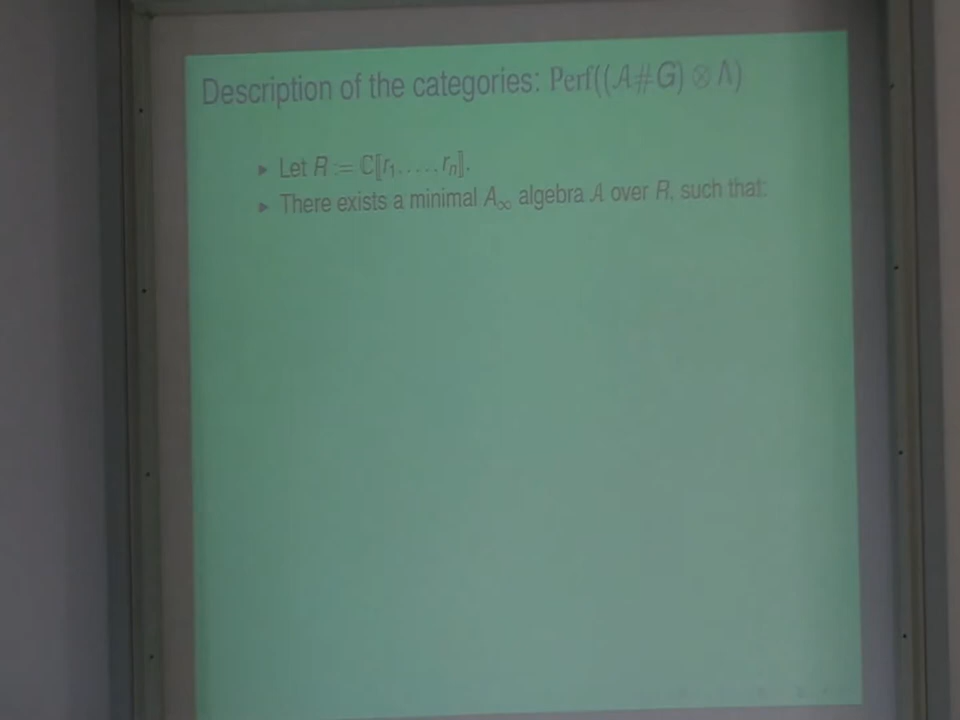 Description of the categories: Perf((A#G) ⊗ Λ)
▸ Let R := ℂ⟦r₁, ..., rₙ⟧.
▸ There exists a minimal A∞ algebra A over R, such that: